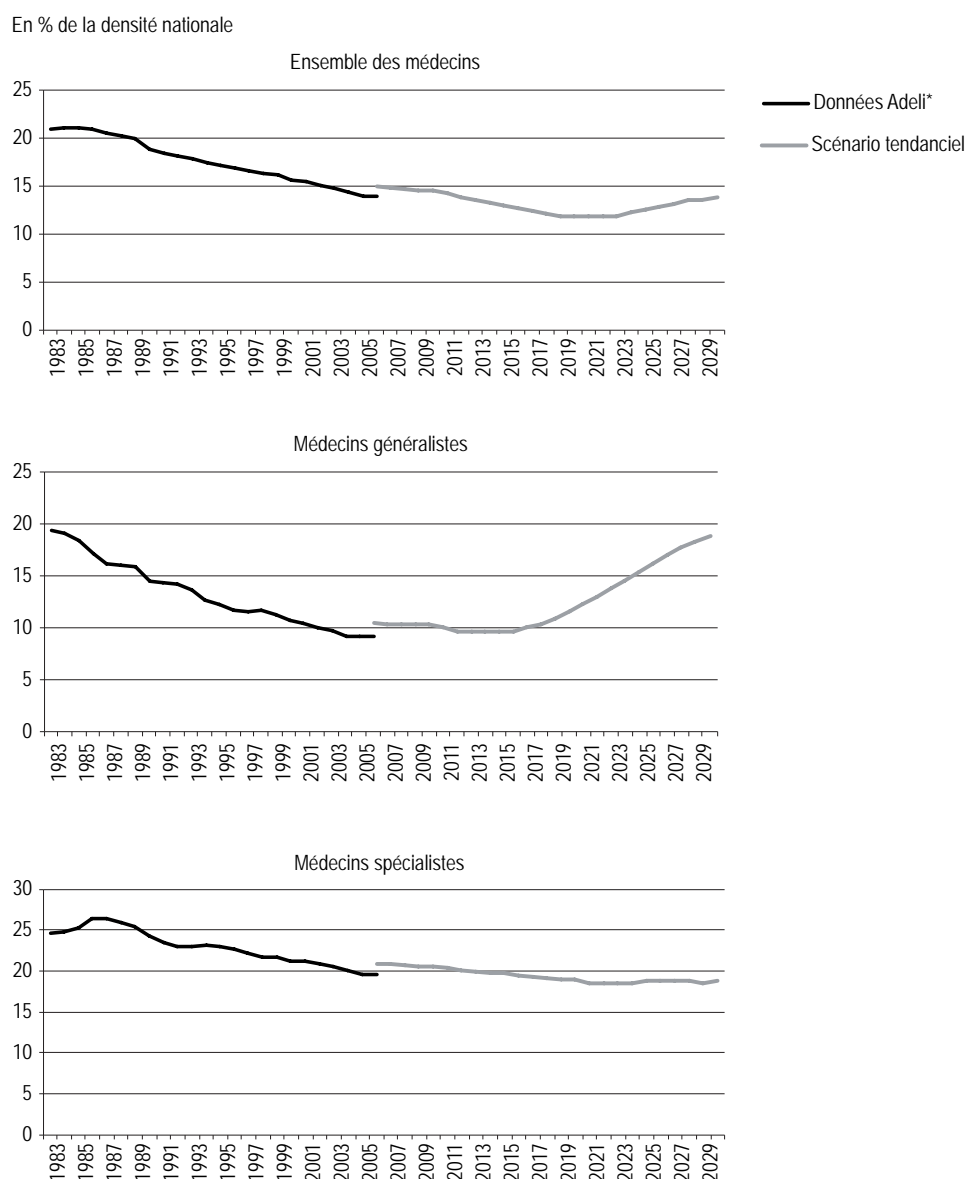 En % de la densité nationale
Ensemble des médecins
Données Adeli*
Scénario tendanciel
25
20
15
10
5
0
1983 1985 1987 1989 1991 1993 1995 1997 1999 2001 2003 2005 2007 2009 2011 2013 2015 2017 2019 2021 2023 2025 2027 2029
Médecins généralistes
25
20
15
10
5
0
1983 1985 1987 1989 1991 1993 1995 1997 1999 2001 2003 2005 2007 2009 2011 2013 2015 2017 2019 2021 2023 2025 2027 2029
Médecins spécialistes
30
25
20
15
10
5
0
1983 1985 1987 1989 1991 1993 1995 1997 1999 2001 2003 2005 2007 2009 2011 2013 2015 2017 2019 2021 2023 2025 2027 2029